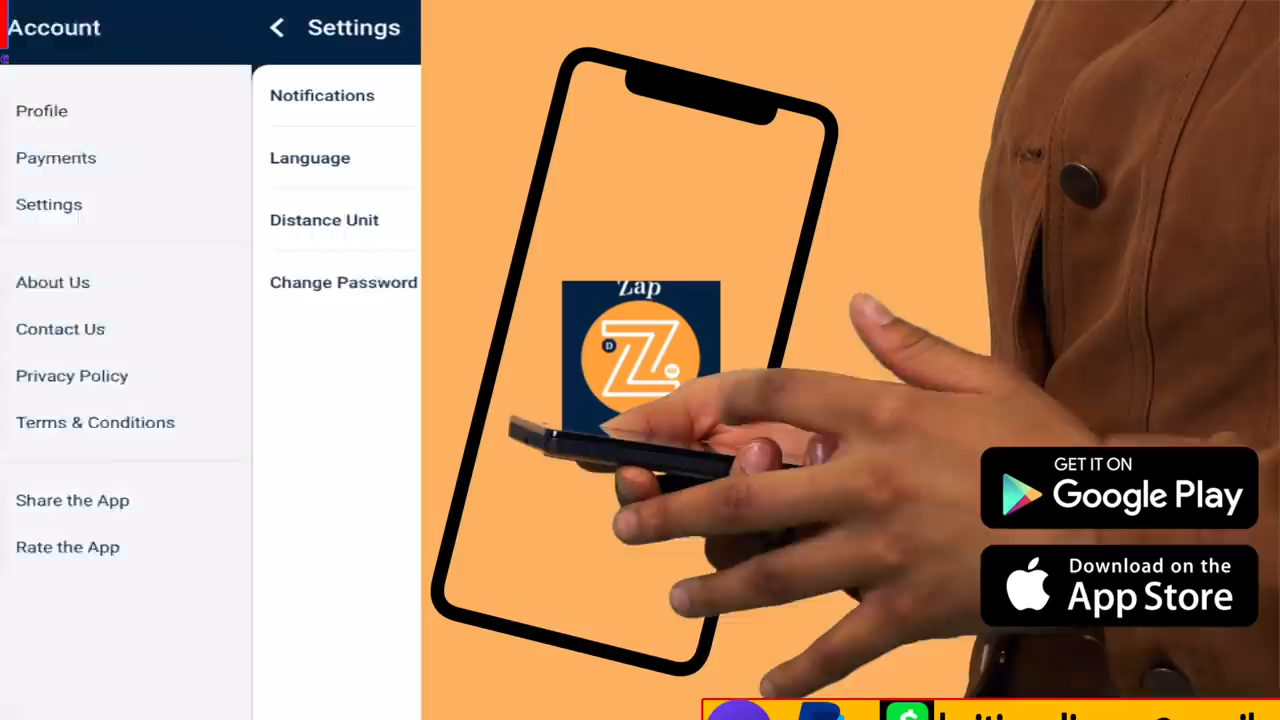 Account
Profile
Payments
Settings
About Us
Contact Us
Privacy Policy
Terms & Conditions
Share the App
Rate the App
Settings
Notifications
Language
Distance Unit
Change Password
Zap
D
GET IT ON
Google Play
Download on the
App Store